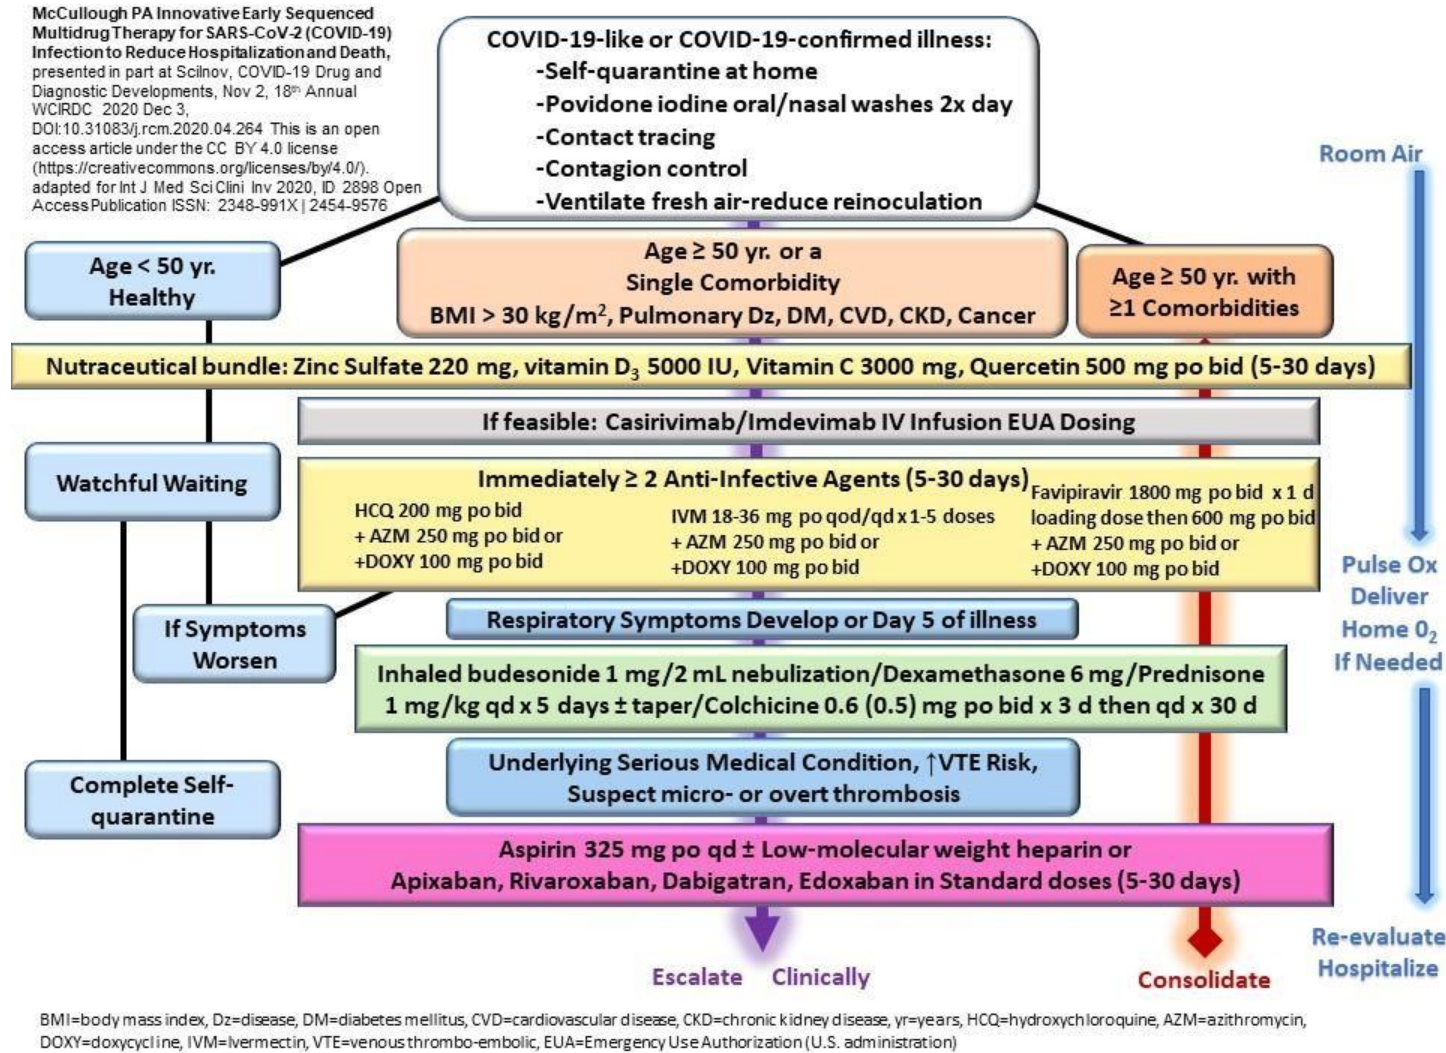 McCullough PA Innovative Early Sequenced
Multidrug Therapy for SARS-CoV-2 (COVID-19)
Infection to Reduce Hospitalization and Death,
presented in part at SciInov, COVID-19 Drug and
Diagnostic Developments, Nov 2, 18th Annual
WCIRDC 2020 Dec 3,
DOI:10.31083/j.rcm.2020.04.264 This is an open
access article under the CC BY 4.0 license
(https://creativecommons.org/licenses/by/4.0/).
adapted for Int J Med Sci Clini Inv 2020, ID 2898 Open
Access Publication ISSN: 2348-991X | 2454-9576
COVID-19-like or COVID-19-confirmed illness:
-Self-quarantine at home
-Povidone iodine oral/nasal washes 2x day
-Contact tracing
-Contagion control
-Ventilate fresh air-reduce reinoculation
Room Air
Age < 50 yr.
Healthy
Age ≥ 50 yr. or a
Single Comorbidity
BMI > 30 kg/m², Pulmonary Dz, DM, CVD, CKD, Cancer
Age ≥ 50 yr. with
≥1 Comorbidities
Nutraceutical bundle: Zinc Sulfate 220 mg, vitamin D₃ 5000 IU, Vitamin C 3000 mg, Quercetin 500 mg po bid (5-30 days)
If feasible: Casirivimab/Imdevimab IV Infusion EUA Dosing
Watchful Waiting
Immediately ≥ 2 Anti-Infective Agents (5-30 days)
HCQ 200 mg po bid
+ AZM 250 mg po bid or
+DOXY 100 mg po bid
IVM 18-36 mg po qod/qd x 1-5 doses
+ AZM 250 mg po bid or
+DOXY 100 mg po bid
Favipiravir 1800 mg po bid x 1 d
loading dose then 600 mg po bid
+ AZM 250 mg po bid or
+DOXY 100 mg po bid
Pulse Ox
Deliver
Home 0₂
If Needed
If Symptoms
Worsen
Respiratory Symptoms Develop or Day 5 of illness
Inhaled budesonide 1 mg/2 mL nebulization/Dexamethasone 6 mg/Prednisone
1 mg/kg qd x 5 days ± taper/Colchicine 0.6 (0.5) mg po bid x 3 d then qd x 30 d
Underlying Serious Medical Condition, ↑VTE Risk,
Suspect micro- or overt thrombosis
Complete Self-
quarantine
Aspirin 325 mg po qd ± Low-molecular weight heparin or
Apixaban, Rivaroxaban, Dabigatran, Edoxaban in Standard doses (5-30 days)
Escalate Clinically
Consolidate
Re-evaluate
Hospitalize
BMI=body mass index, Dz=disease, DM=diabetes mellitus, CVD=cardiovascular disease, CKD=chronic kidney disease, yr=years, HCQ=hydroxychloroquine, AZM=azithromycin,
DOXY=doxycycline, IVM=Ivermectin, VTE=venous thrombo-embolic, EUA=Emergency Use Authorization (U.S. administration)